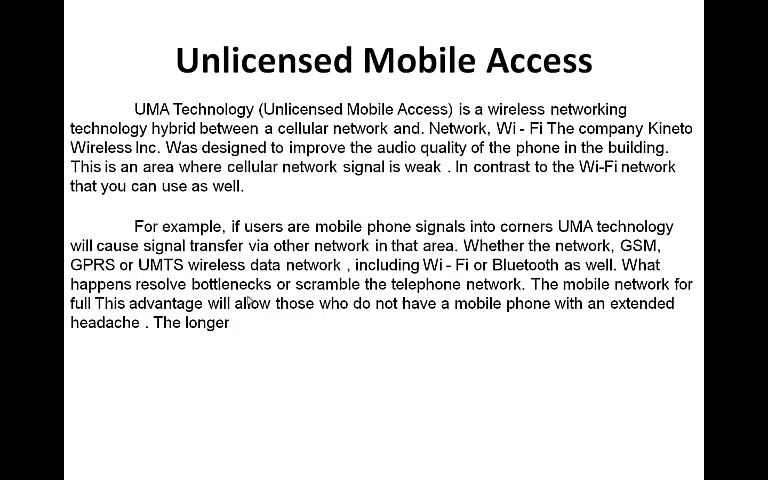 Unlicensed Mobile Access
UMA Technology (Unlicensed Mobile Access) is a wireless networking
technology hybrid between a cellular network and. Network, Wi - Fi The company Kineto
Wireless Inc. Was designed to improve the audio quality of the phone in the building.
This is an area where cellular network signal is weak . In contrast to the Wi-Fi network
that you can use as well.
For example, if users are mobile phone signals into corners UMA technology
will cause signal transfer via other network in that area. Whether the network, GSM,
GPRS or UMTS wireless data network , including Wi - Fi or Bluetooth as well. What
happens resolve bottlenecks or scramble the telephone network. The mobile network for
full This advantage will allow those who do not have a mobile phone with an extended
headache . The longer